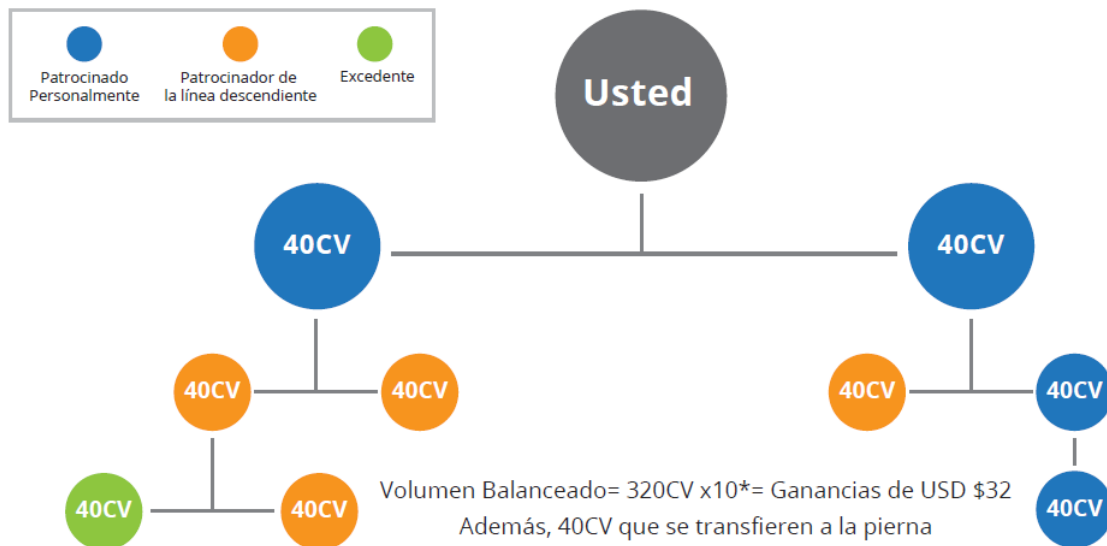 Patrocinado
Personalmente
Patrocinador de
la línea descendiente
Excedente
Usted
40CV
40CV
40CV
40CV
40CV
40CV
40CV
40CV
40CV
Volumen Balanceado= 320CV x10*= Ganancias de USD $32
Además, 40CV que se transfieren a la pierna